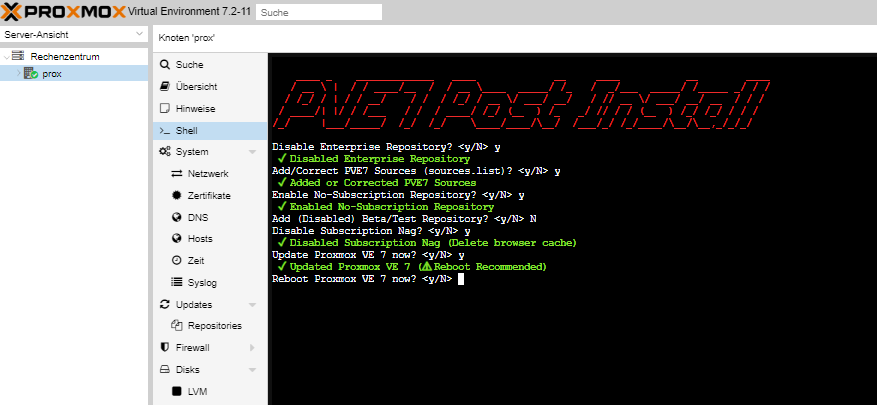 PROXMOX Virtual Environment 7.2-11 Suche
Server-Ansicht
Rechenzentrum
prox
Knoten 'prox'
Suche
Übersicht
Hinweise
Shell
System
Netzwerk
Zertifikate
DNS
Hosts
Zeit
Syslog
Updates
Repositories
Firewall
Disks
LVM
PVE7 Post Install
Disable Enterprise Repository? <y/N> y
✓ Disabled Enterprise Repository
Add/Correct PVE7 Sources (sources.list)? <y/N> y
✓ Added or Corrected PVE7 Sources
Enable No-Subscription Repository? <y/N> y
✓ Enabled No-Subscription Repository
Add (Disabled) Beta/Test Repository? <y/N> N
Disable Subscription Nag? <y/N> y
✓ Disabled Subscription Nag (Delete browser cache)
Update Proxmox VE 7 now? <y/N> y
✓ Updated Proxmox VE 7 (⚠Reboot Recommended)
Reboot Proxmox VE 7 now? <y/N>